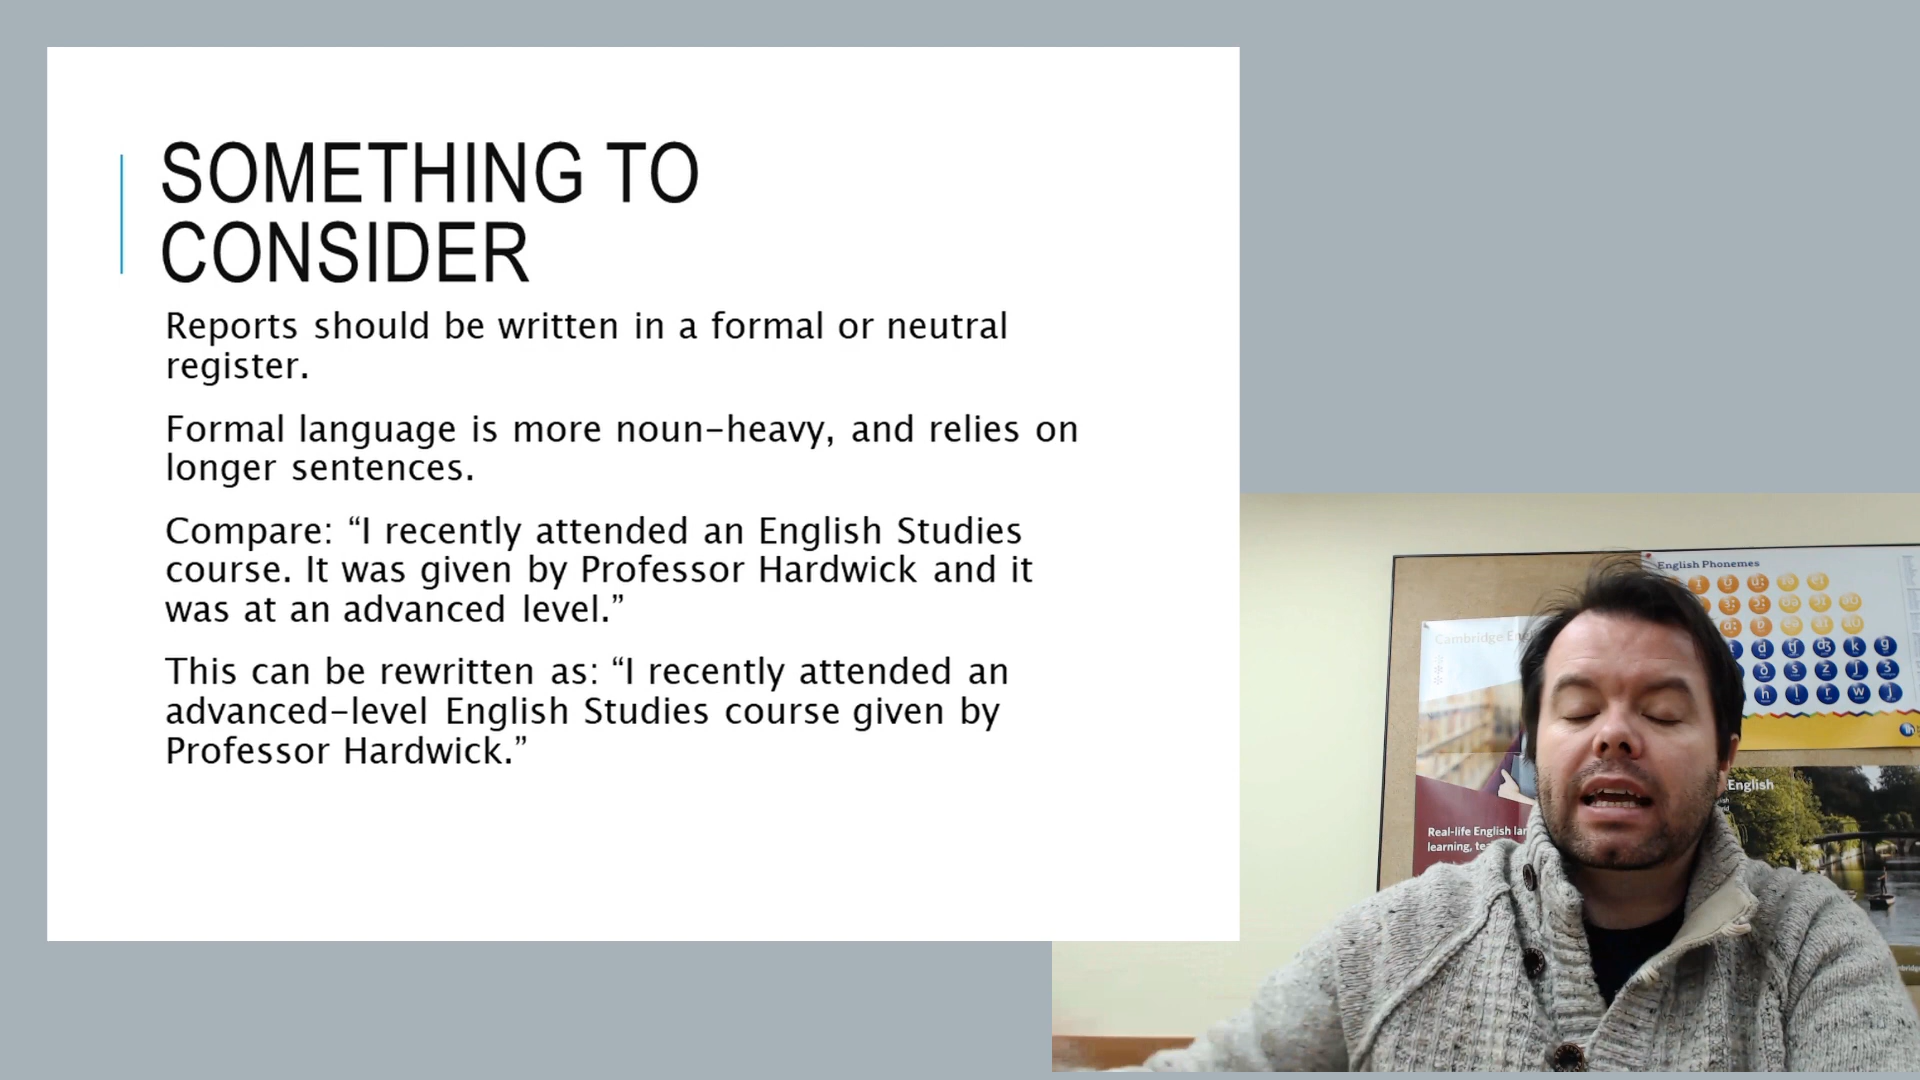 SOMETHING TO
CONSIDER
Reports should be written in a formal or neutral
register.
Formal language is more noun-heavy, and relies on
longer sentences.
Compare: “I recently attended an English Studies
course. It was given by Professor Hardwick and it
was at an advanced level.”
This can be rewritten as: “I recently attended an
advanced-level English Studies course given by
Professor Hardwick.”
English Phonemes
Cambridge
Real-life English
learning,
English